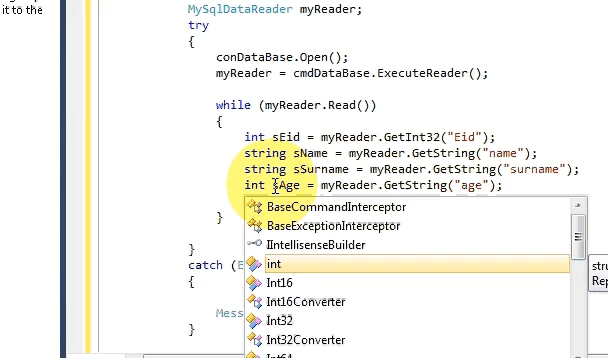 it to the
MySqlDataReader myReader;
try
{
conDataBase.Open();
myReader = cmdDataBase.ExecuteReader();
while (myReader.Read())
{
int sEid = myReader.GetInt32("Eid");
string sName = myReader.GetString("name");
string sSurname = myReader.GetString("surname");
int sAge = myReader.GetString("age");
BaseCommandInterceptor
}
BaseExceptionInterceptor
IIntellisenseBuilder
}
catch (E
int
stru
{
Int16
Rep
Int16Converter
Mess
Int32
}
Int32Converter
Int64